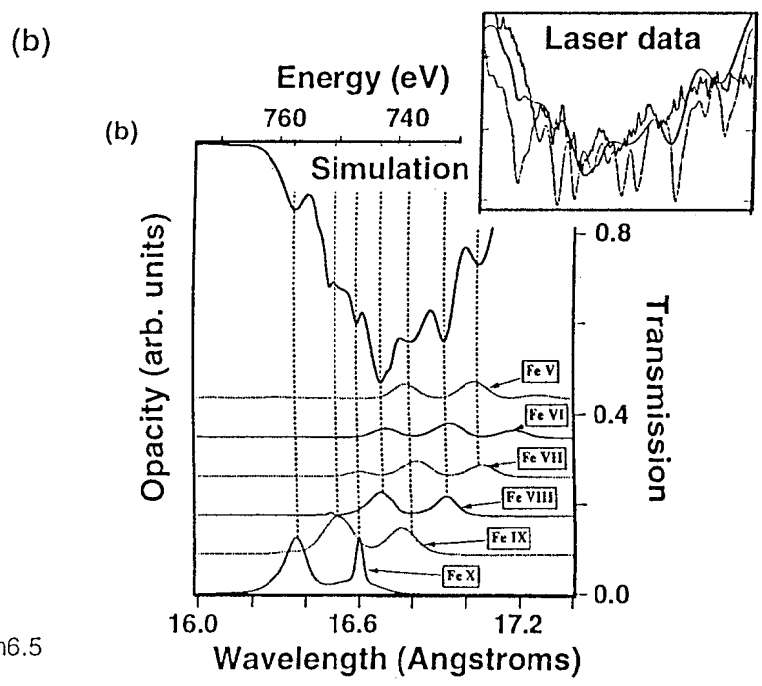 (b)
Laser data
Energy (eV)
760 740
(b)
Simulation
Opacity (arb. units)
Transmission
0.8
0.4
0.0
Fe V
Fe VI
Fe VII
Fe VIII
Fe IX
Fe X
16.0 16.6 17.2
Wavelength (Angstroms)
6.5